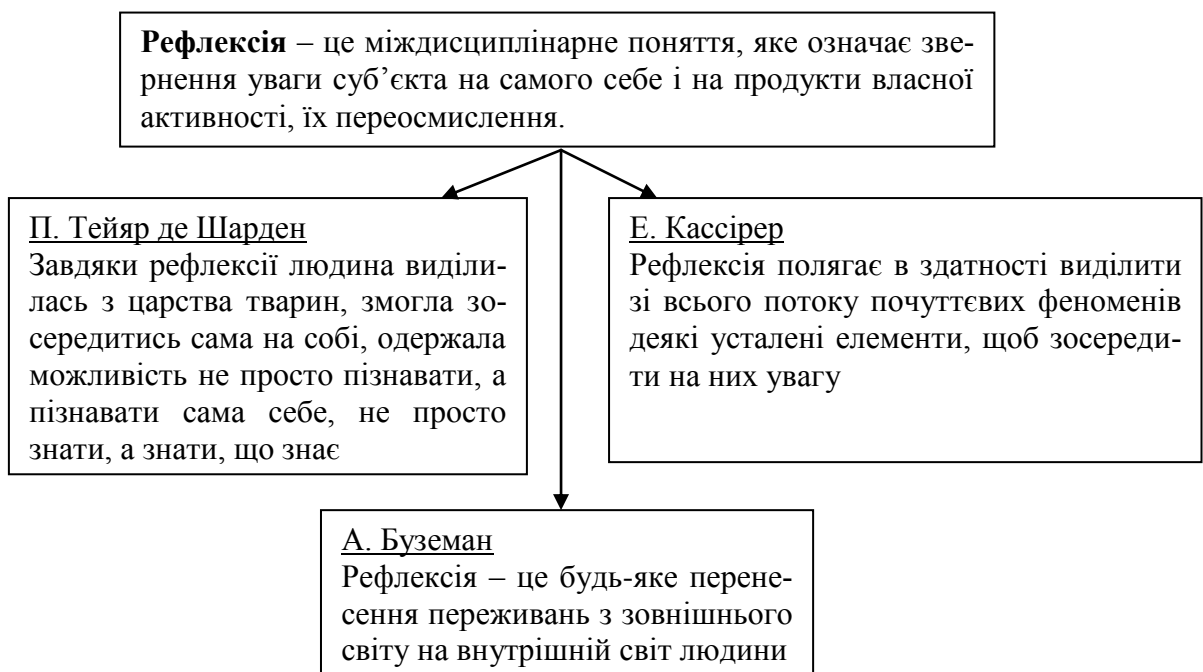 Рефлексія – це міждисциплінарне поняття, яке означає зве-
рнення уваги суб’єкта на самого себе і на продукти власної
активності, їх переосмислення.
П. Тейяр де Шарден
Завдяки рефлексії людина виділи-
лась з царства тварин, змогла зо-
середитись сама на собі, одержала
можливість не просто пізнавати, а
пізнавати сама себе, не просто
знати, а знати, що знає
Е. Кассірер
Рефлексія полягає в здатності виділити
зі всього потоку почуттєвих феноменів
деякі усталені елементи, щоб зосереди-
ти на них увагу
А. Буземан
Рефлексія – це будь-яке перене-
сення переживань з зовнішнього
світу на внутрішній світ людини